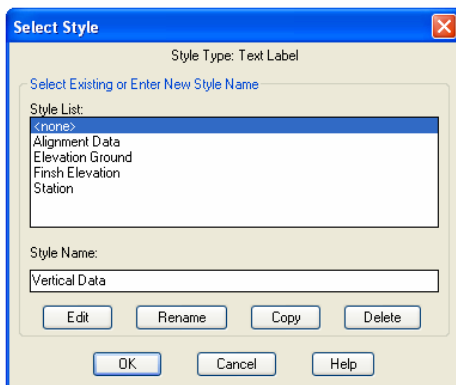 Select Style
Style Type: Text Label
Select Existing or Enter New Style Name
Style List:
<none>
Alignment Data
Elevation Ground
Finsh Elevation
Station
Style Name:
Vertical Data
Edit Rename Copy Delete
OK Cancel Help